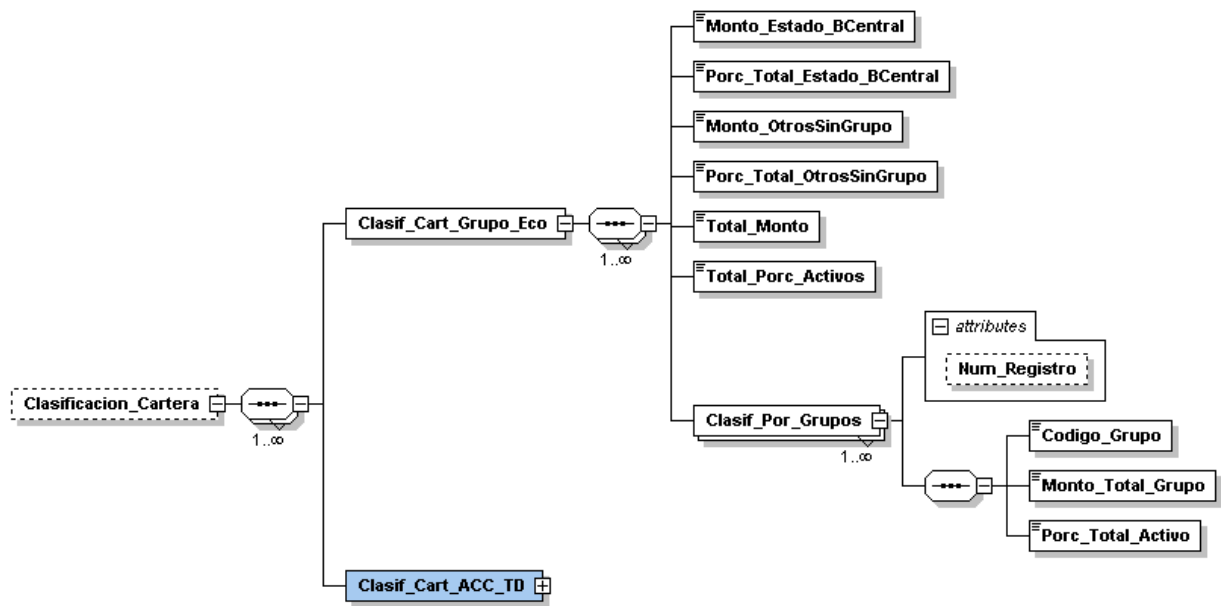 Monto_Estado_BCentral
Porc_Total_Estado_BCentral
Monto_OtrosSinGrupo
Porc_Total_OtrosSinGrupo
Clasif_Cart_Grupo_Eco
1..∞
Total_Monto
Total_Porc_Activos
attributes
Num_Registro
Clasificacion_Cartera
1..∞
Clasif_Por_Grupos
1..∞
Codigo_Grupo
Monto_Total_Grupo
Porc_Total_Activo
Clasif_Cart_ACC_TD